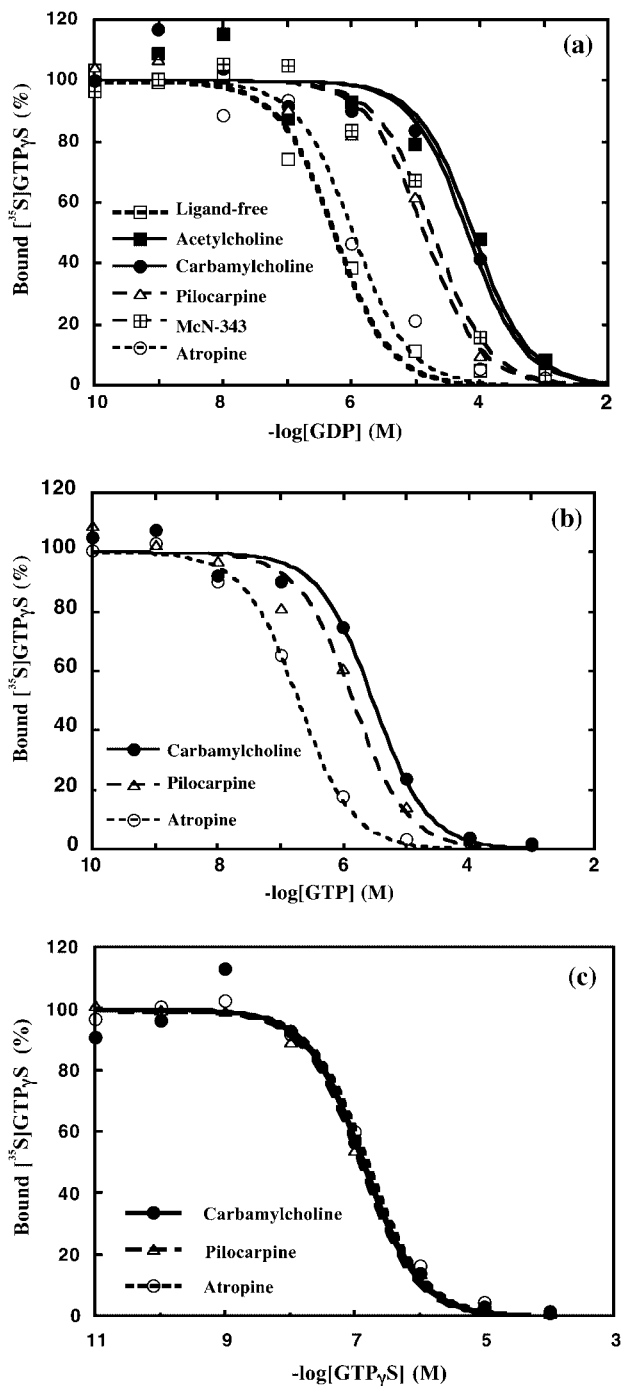 (a)
120
100
80
60
40
20
0
Bound [³⁵S]GTPγS (%)
Ligand-free
Acetylcholine
Carbamylcholine
Pilocarpine
McN-343
Atropine
10 8 6 4 2
-log[GDP] (M)
(b)
120
100
80
60
40
20
0
Bound [³⁵S]GTPγS (%)
Carbamylcholine
Pilocarpine
Atropine
10 8 6 4 2
-log[GTP] (M)
(c)
120
100
80
60
40
20
0
Bound [³⁵S]GTPγS (%)
Carbamylcholine
Pilocarpine
Atropine
11 9 7 5 3
-log[GTPγS] (M)